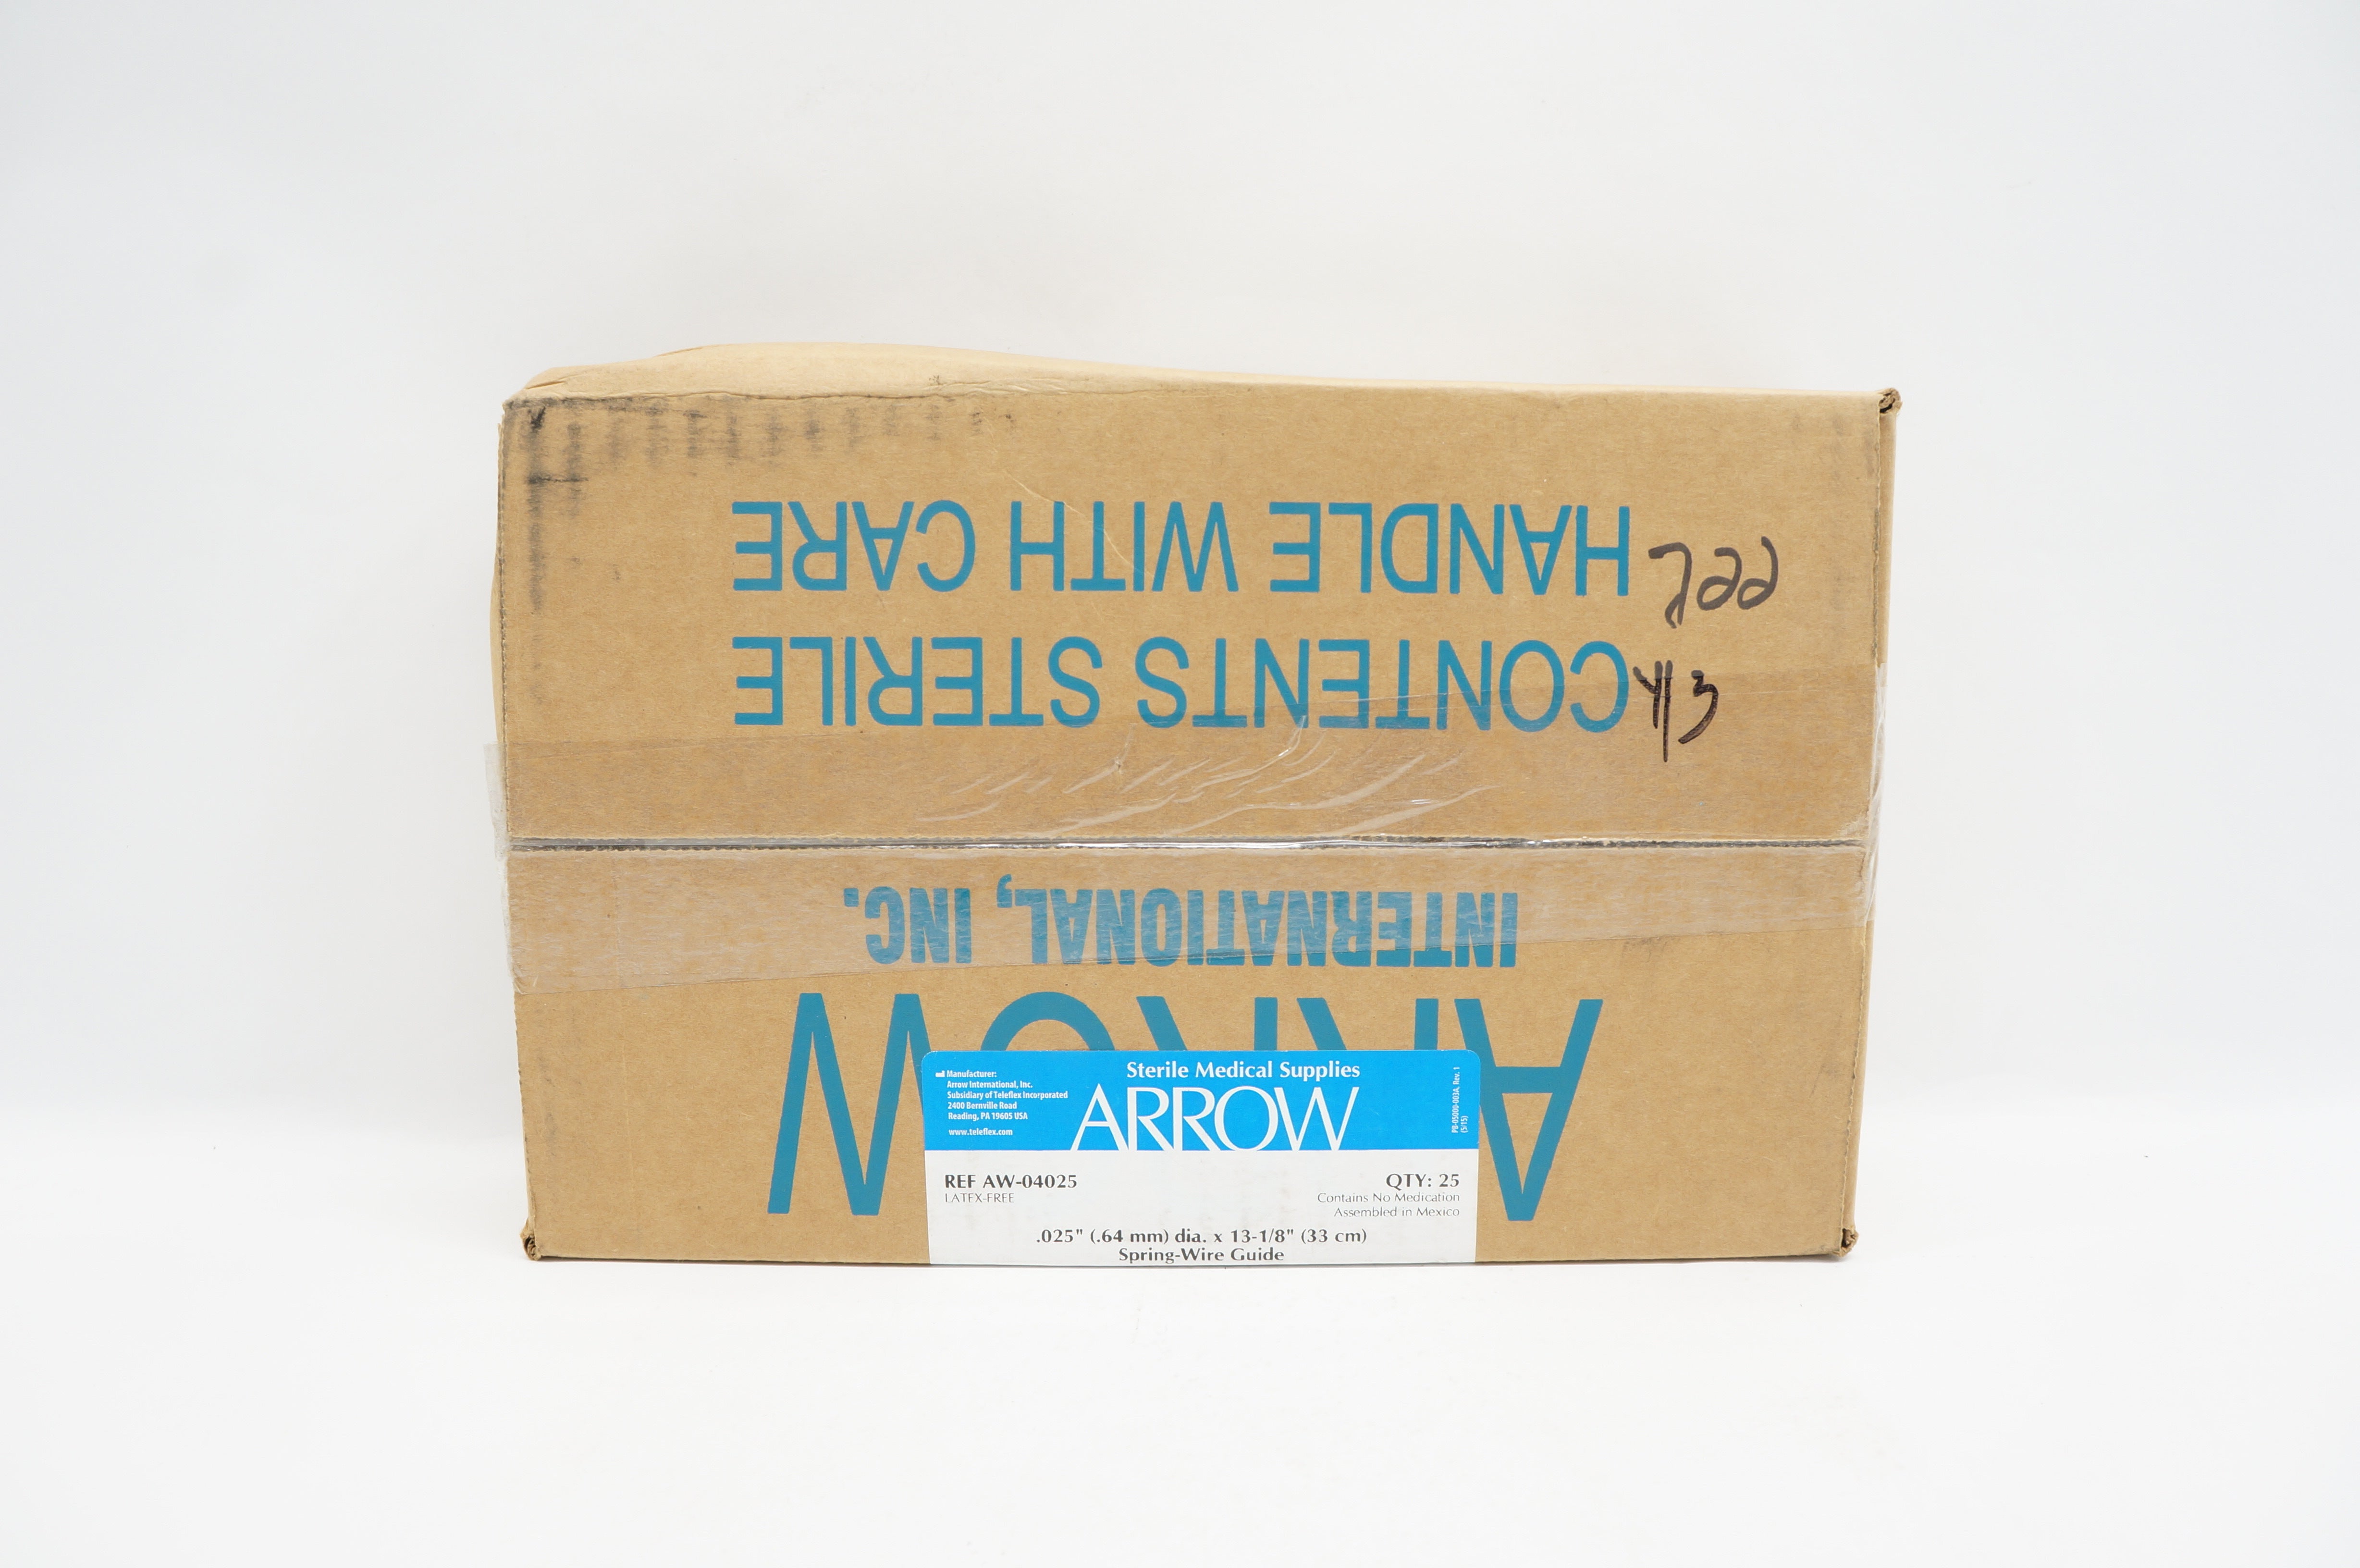 HANDLE WITH CARE
CONTENTS STERILE
INTERNATIONAL, INC.
ARROW
Sterile Medical Supplies
ARROW
Manufacturer:
Arrow International, Inc.
Subsidiary of Teleflex Incorporated
2400 Bernville Road
Reading, PA 19605 USA
www.teleflex.com
REF AW-04025
LATEX-FREE
QTY: 25
Contains No Medication
Assembled in Mexico
.025" (.64 mm) dia. x 13-1/8" (33 cm)
Spring-Wire Guide